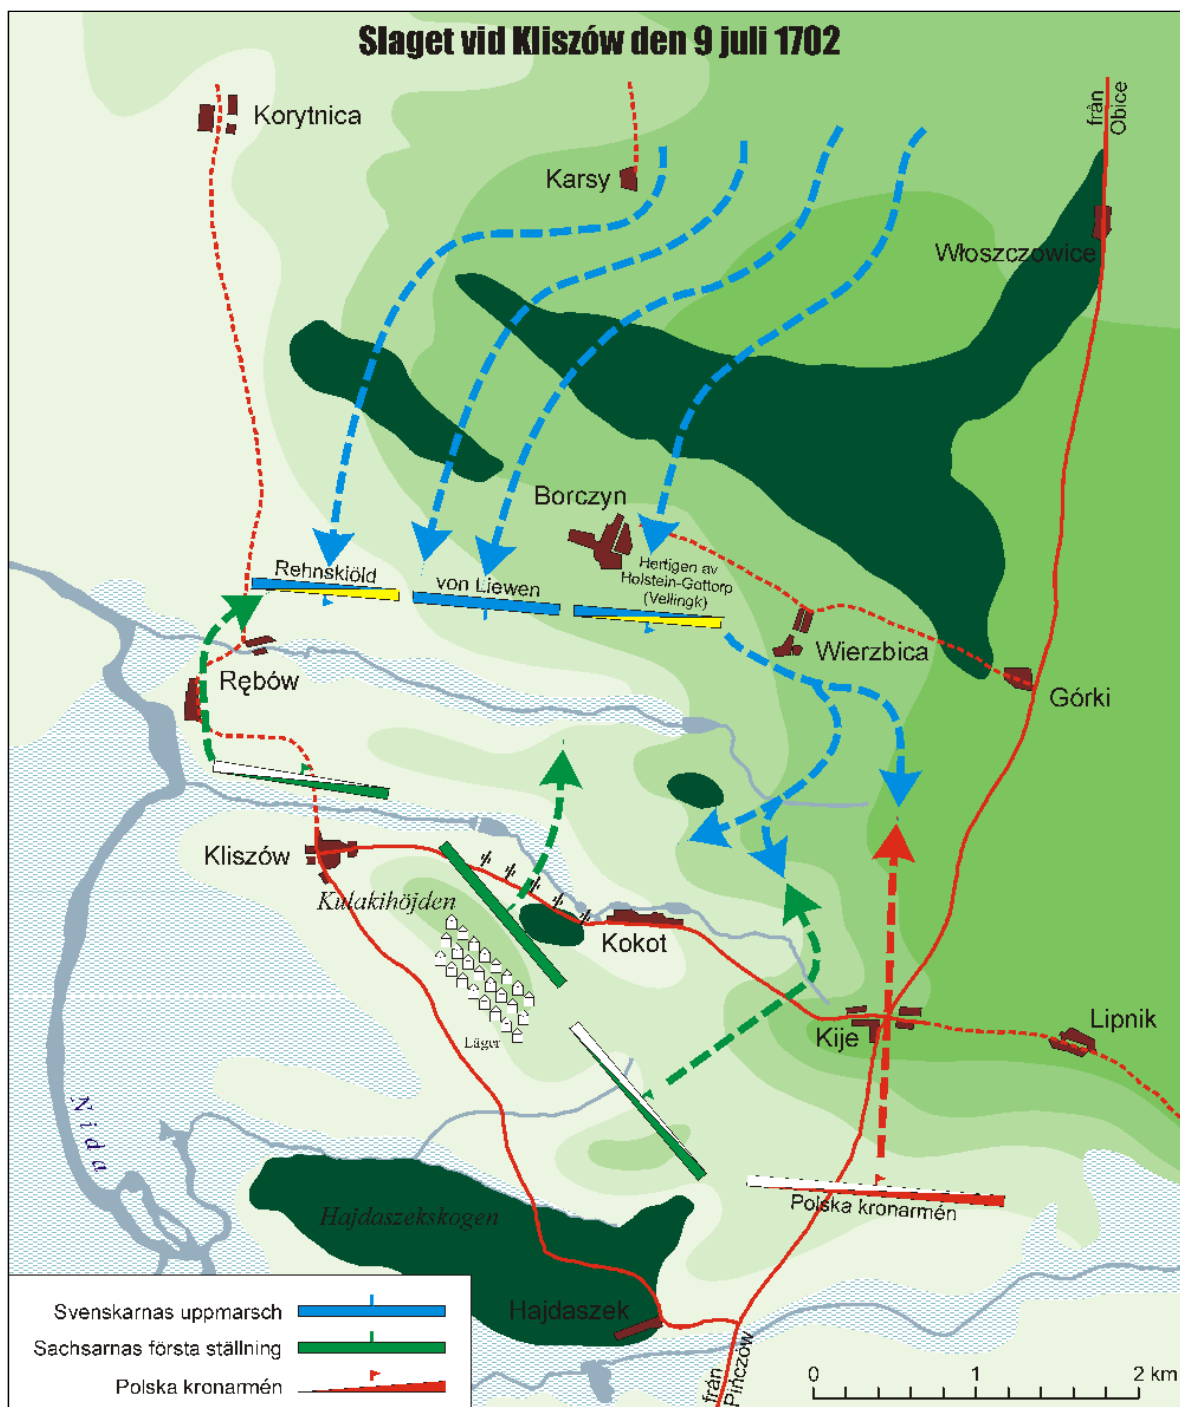 Slaget vid Kliszów den 9 juli 1702
Korytnica
Karsy
från
Obice
Włoszczowice
Borczyn
Rehnskiöld
von Liewen
Hertigen av
Holstein-Gottorp
(Vellingk)
Wierzbica
Rębów
Górki
Kliszów
Kulakihöjden
Kokot
Läger
Kije
Lipnik
Nida
Polska kronarmén
Hajdaszekskogen
Hajdaszek
från
Pińczów
Svenskarnas uppmarsch
Sachsarnas första ställning
Polska kronarmén
0 1 2 km